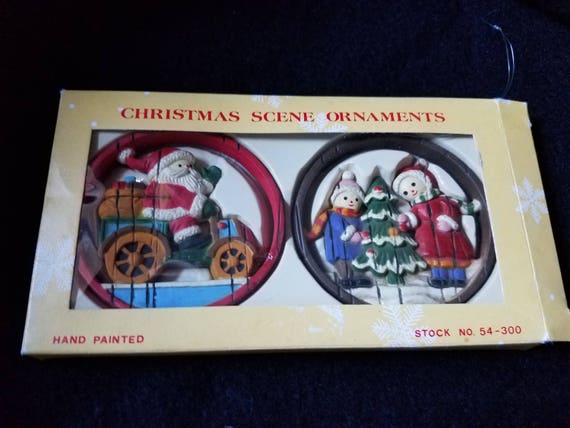 CHRISTMAS SCENE ORNAMENTS
HAND PAINTED
STOCK NO. 54-300